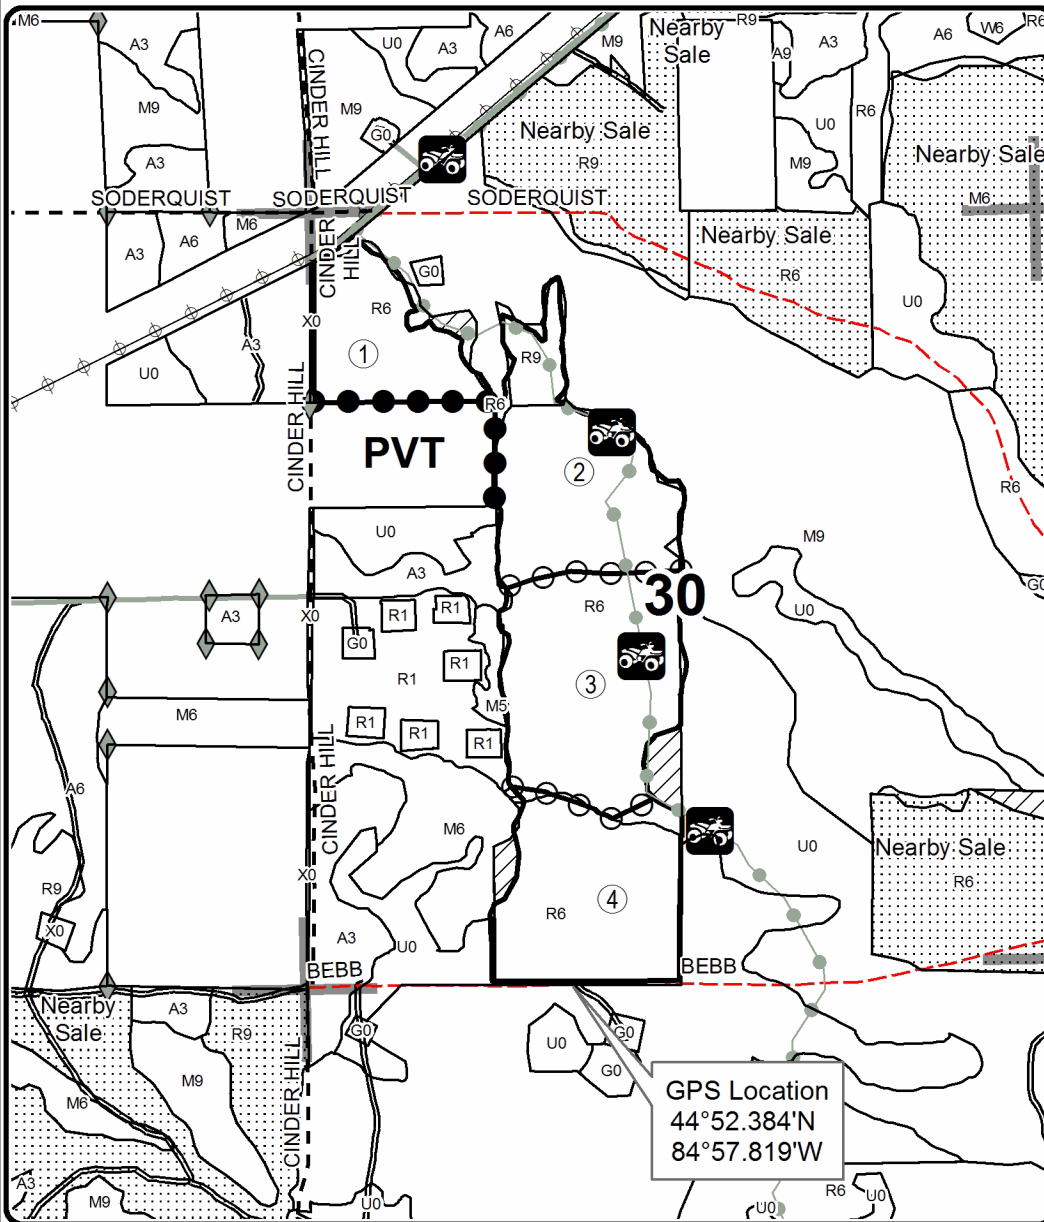 M6
A3
M9
A3
CINDER HILL
U0
A3
A6
M9
M9
G0
Nearby
Sale
R9
A9
A3
A6
W6
R6
U0
R6
M9
Nearby Sale
R9
Nearby Sale
M6
SODERQUIST
SODERQUIST
SODERQUIST
A3
A6
M6
CINDER
HILL
G0
R6
X0
1
A3
U0
Nearby Sale
R6
U0
R9
R6
CINDER HILL
PVT
2
R6
U0
A3
M9
U0
G0
30
R6
A3
X0
G0
R1
R1
R1
R1
M5
R1
R1
R1
3
M6
CINDER HILL
A6
M6
U0
Nearby Sale
R6
R9
X0
X0
4
R6
A3
U0
BEBB
BEBB
Nearby
Sale
A3
R9
M9
M6
A3
M9
CINDER HILL
G0
U0
U0
G0
G0
GPS Location
44°52.384'N
84°57.819'W
R6
U0
U0